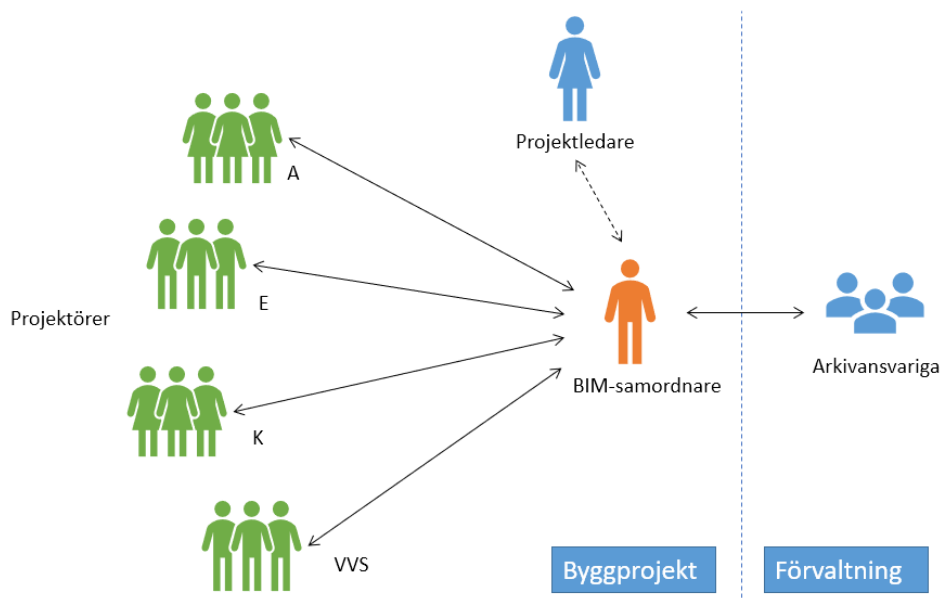 Projektledare
A
E
Projektörer
BIM-samordnare
Arkivansvariga
K
VVS
Byggprojekt
Förvaltning